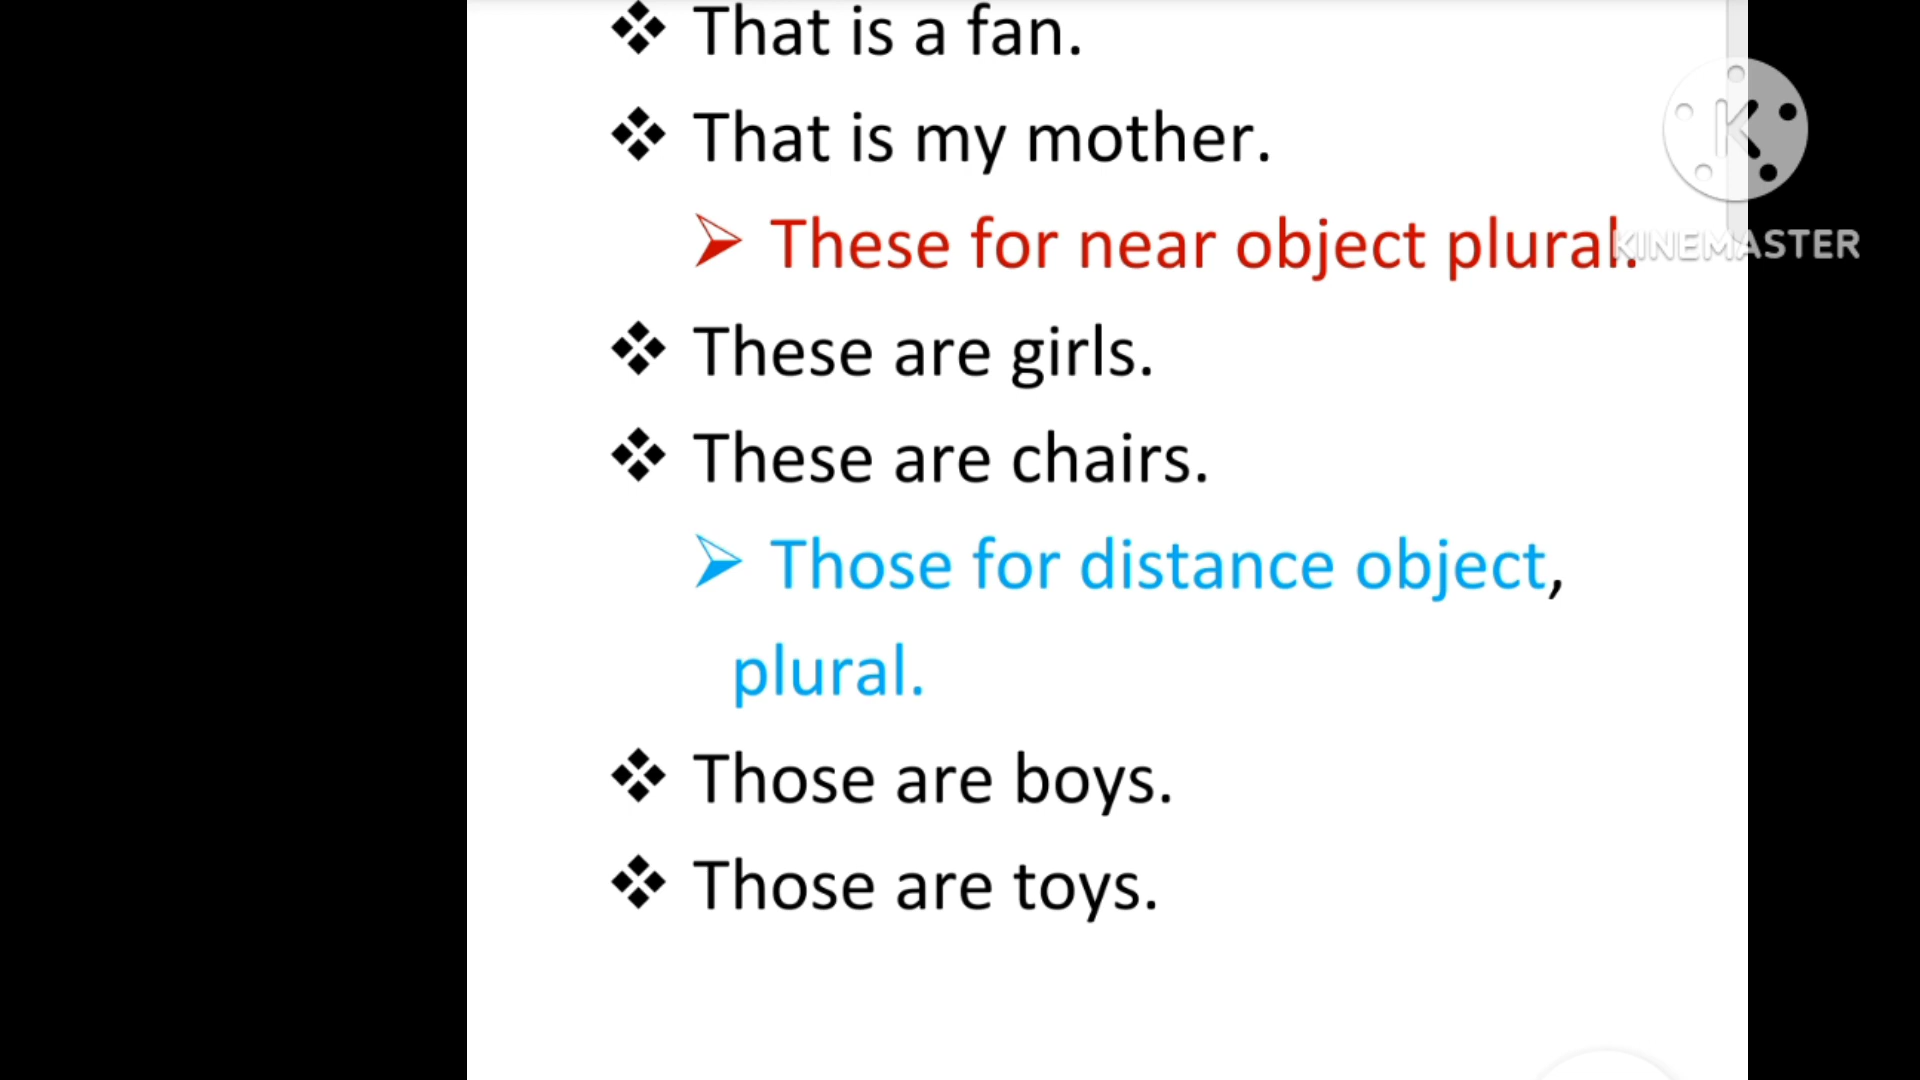 ❖ That is a fan.
❖ That is my mother.
➢ These for near object plural.
KINEMASTER
❖ These are girls.
❖ These are chairs.
➢ Those for distance object,
plural.
❖ Those are boys.
❖ Those are toys.